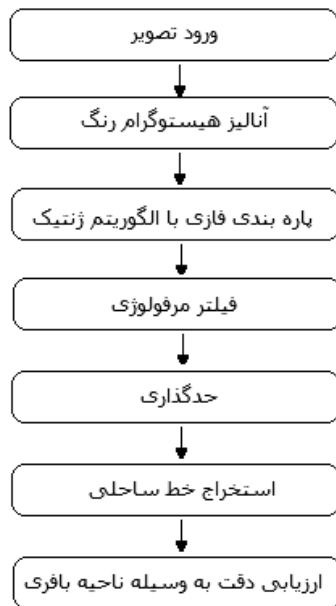 ورود تصویر
آنالیز هیستوگرام رنگ
پاره بندی فازی با الگوریتم ژنتیک
فیلتر مرفولوژی
حدگذاری
استخراج خط ساحلی
ارزیابی دقت به وسیله ناحیه بافری